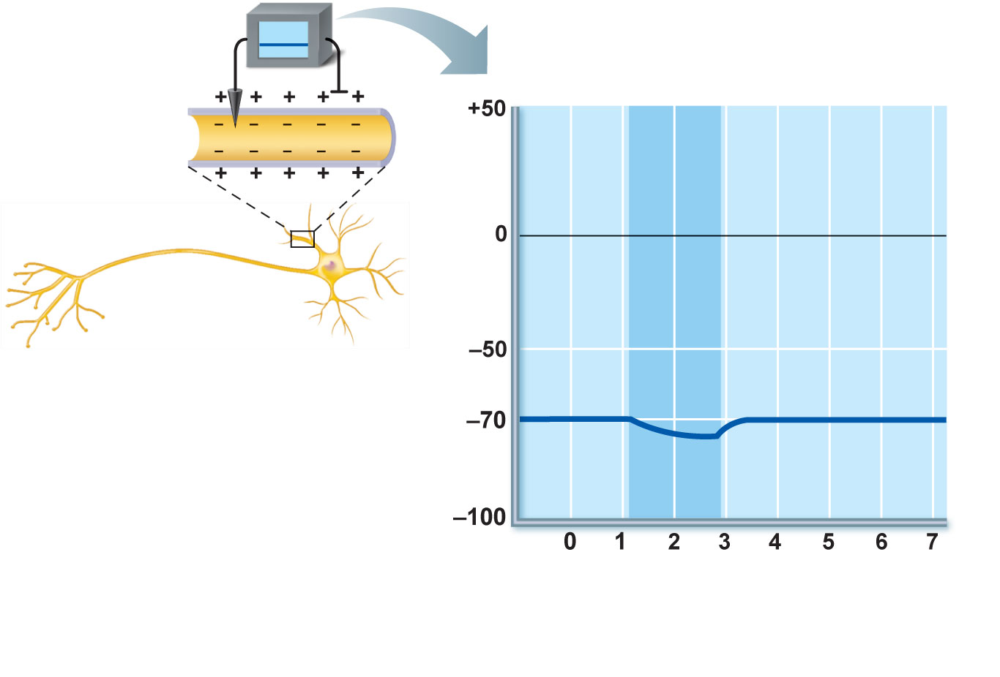 + + + + +
– – – – –
– – – – –
+ + + + +
+50
0
–50
–70
–100
0 1 2 3 4 5 6 7